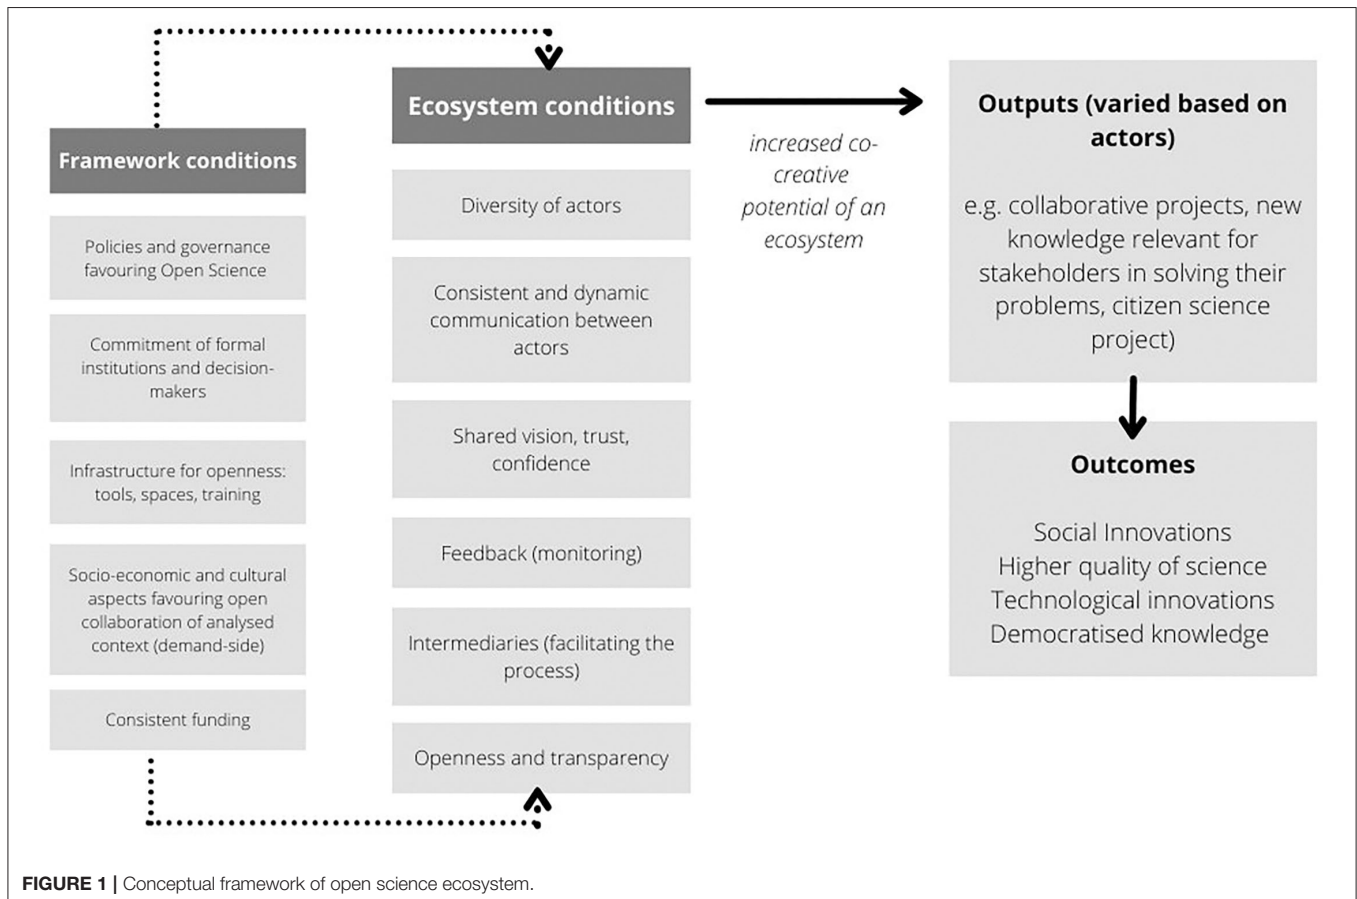 Framework conditions
Policies and governance
favouring Open Science
Commitment of formal
institutions and decision-
makers
Infrastructure for openness:
tools, spaces, training
Socio-economic and cultural
aspects favouring open
collaboration of analysed
context (demand-side)
Consistent funding
Ecosystem conditions
Diversity of actors
Consistent and dynamic
communication between
actors
Shared vision, trust,
confidence
Feedback (monitoring)
Intermediaries (facilitating the
process)
Openness and transparency
increased co-
creative
potential of an
ecosystem
Outputs (varied based on
actors)
e.g. collaborative projects, new
knowledge relevant for
stakeholders in solving their
problems, citizen science
project)
Outcomes
Social Innovations
Higher quality of science
Technological innovations
Democratised knowledge
FIGURE 1 | Conceptual framework of open science ecosystem.